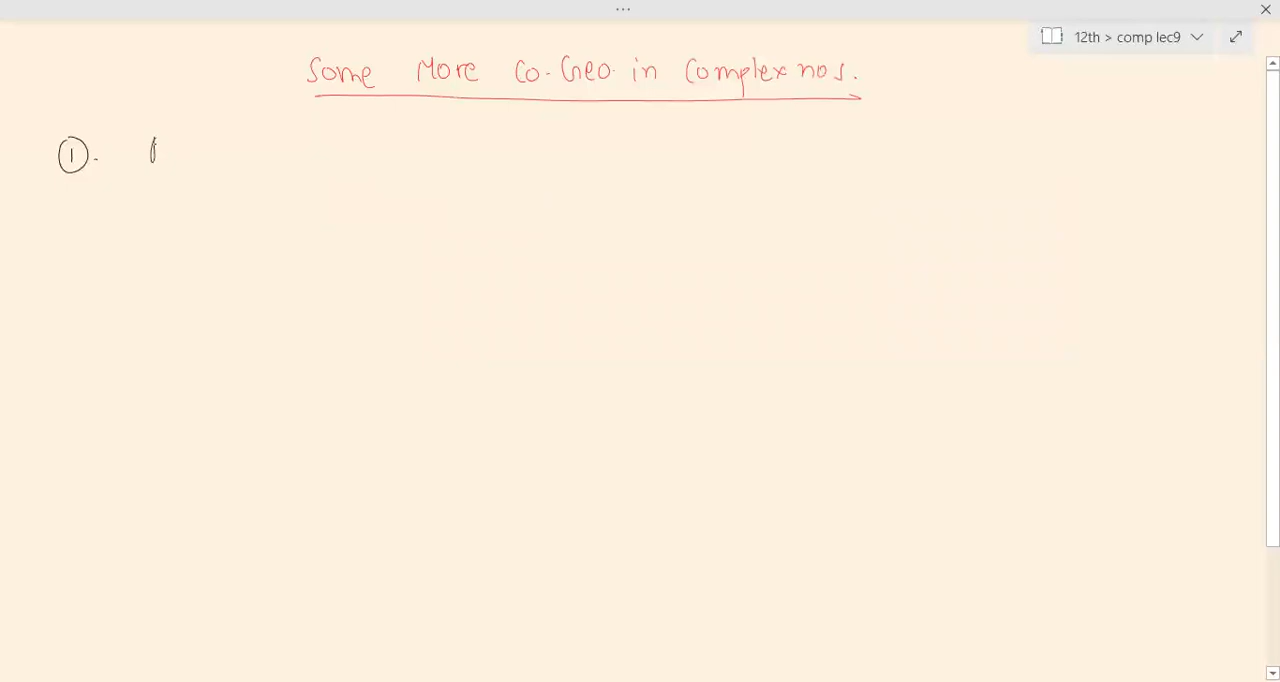 ...
12th > comp lec9
Some More Co-Geo. in Complex nos.
①.